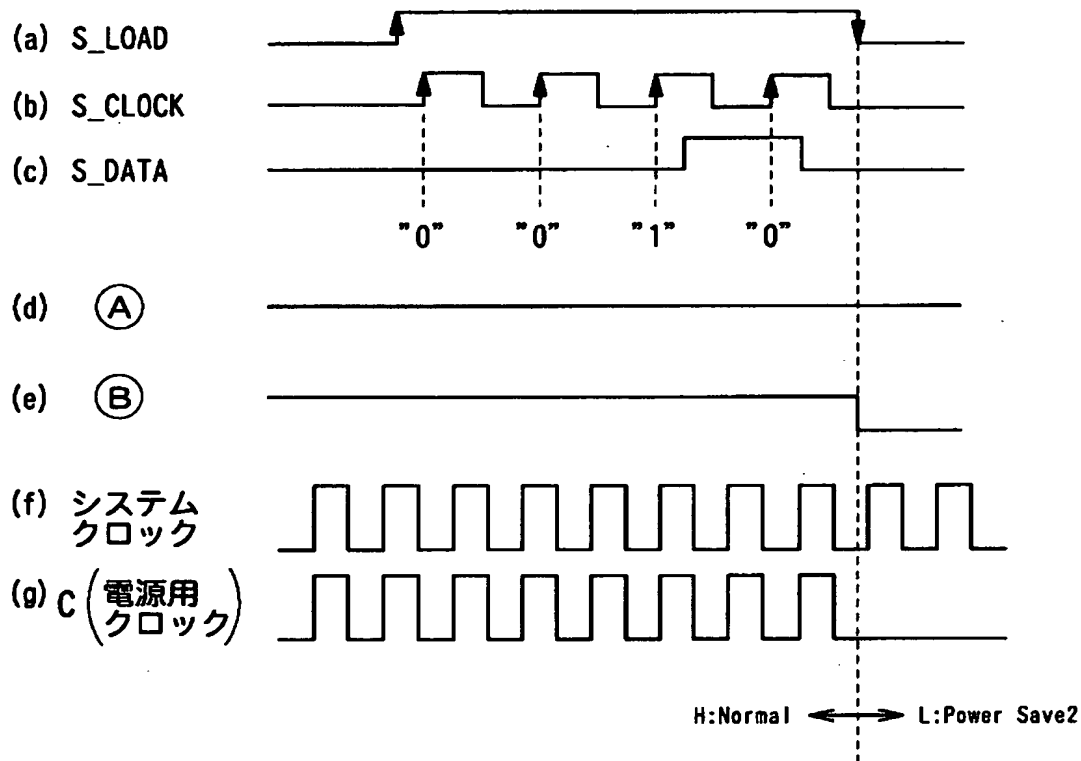 (a) S_LOAD
(b) S_CLOCK
(c) S_DATA
"0" "0" "1" "0"
(d) A
(e) B
(f) システム
クロック
(g) C (電源用
クロック)
H:Normal L:Power Save2